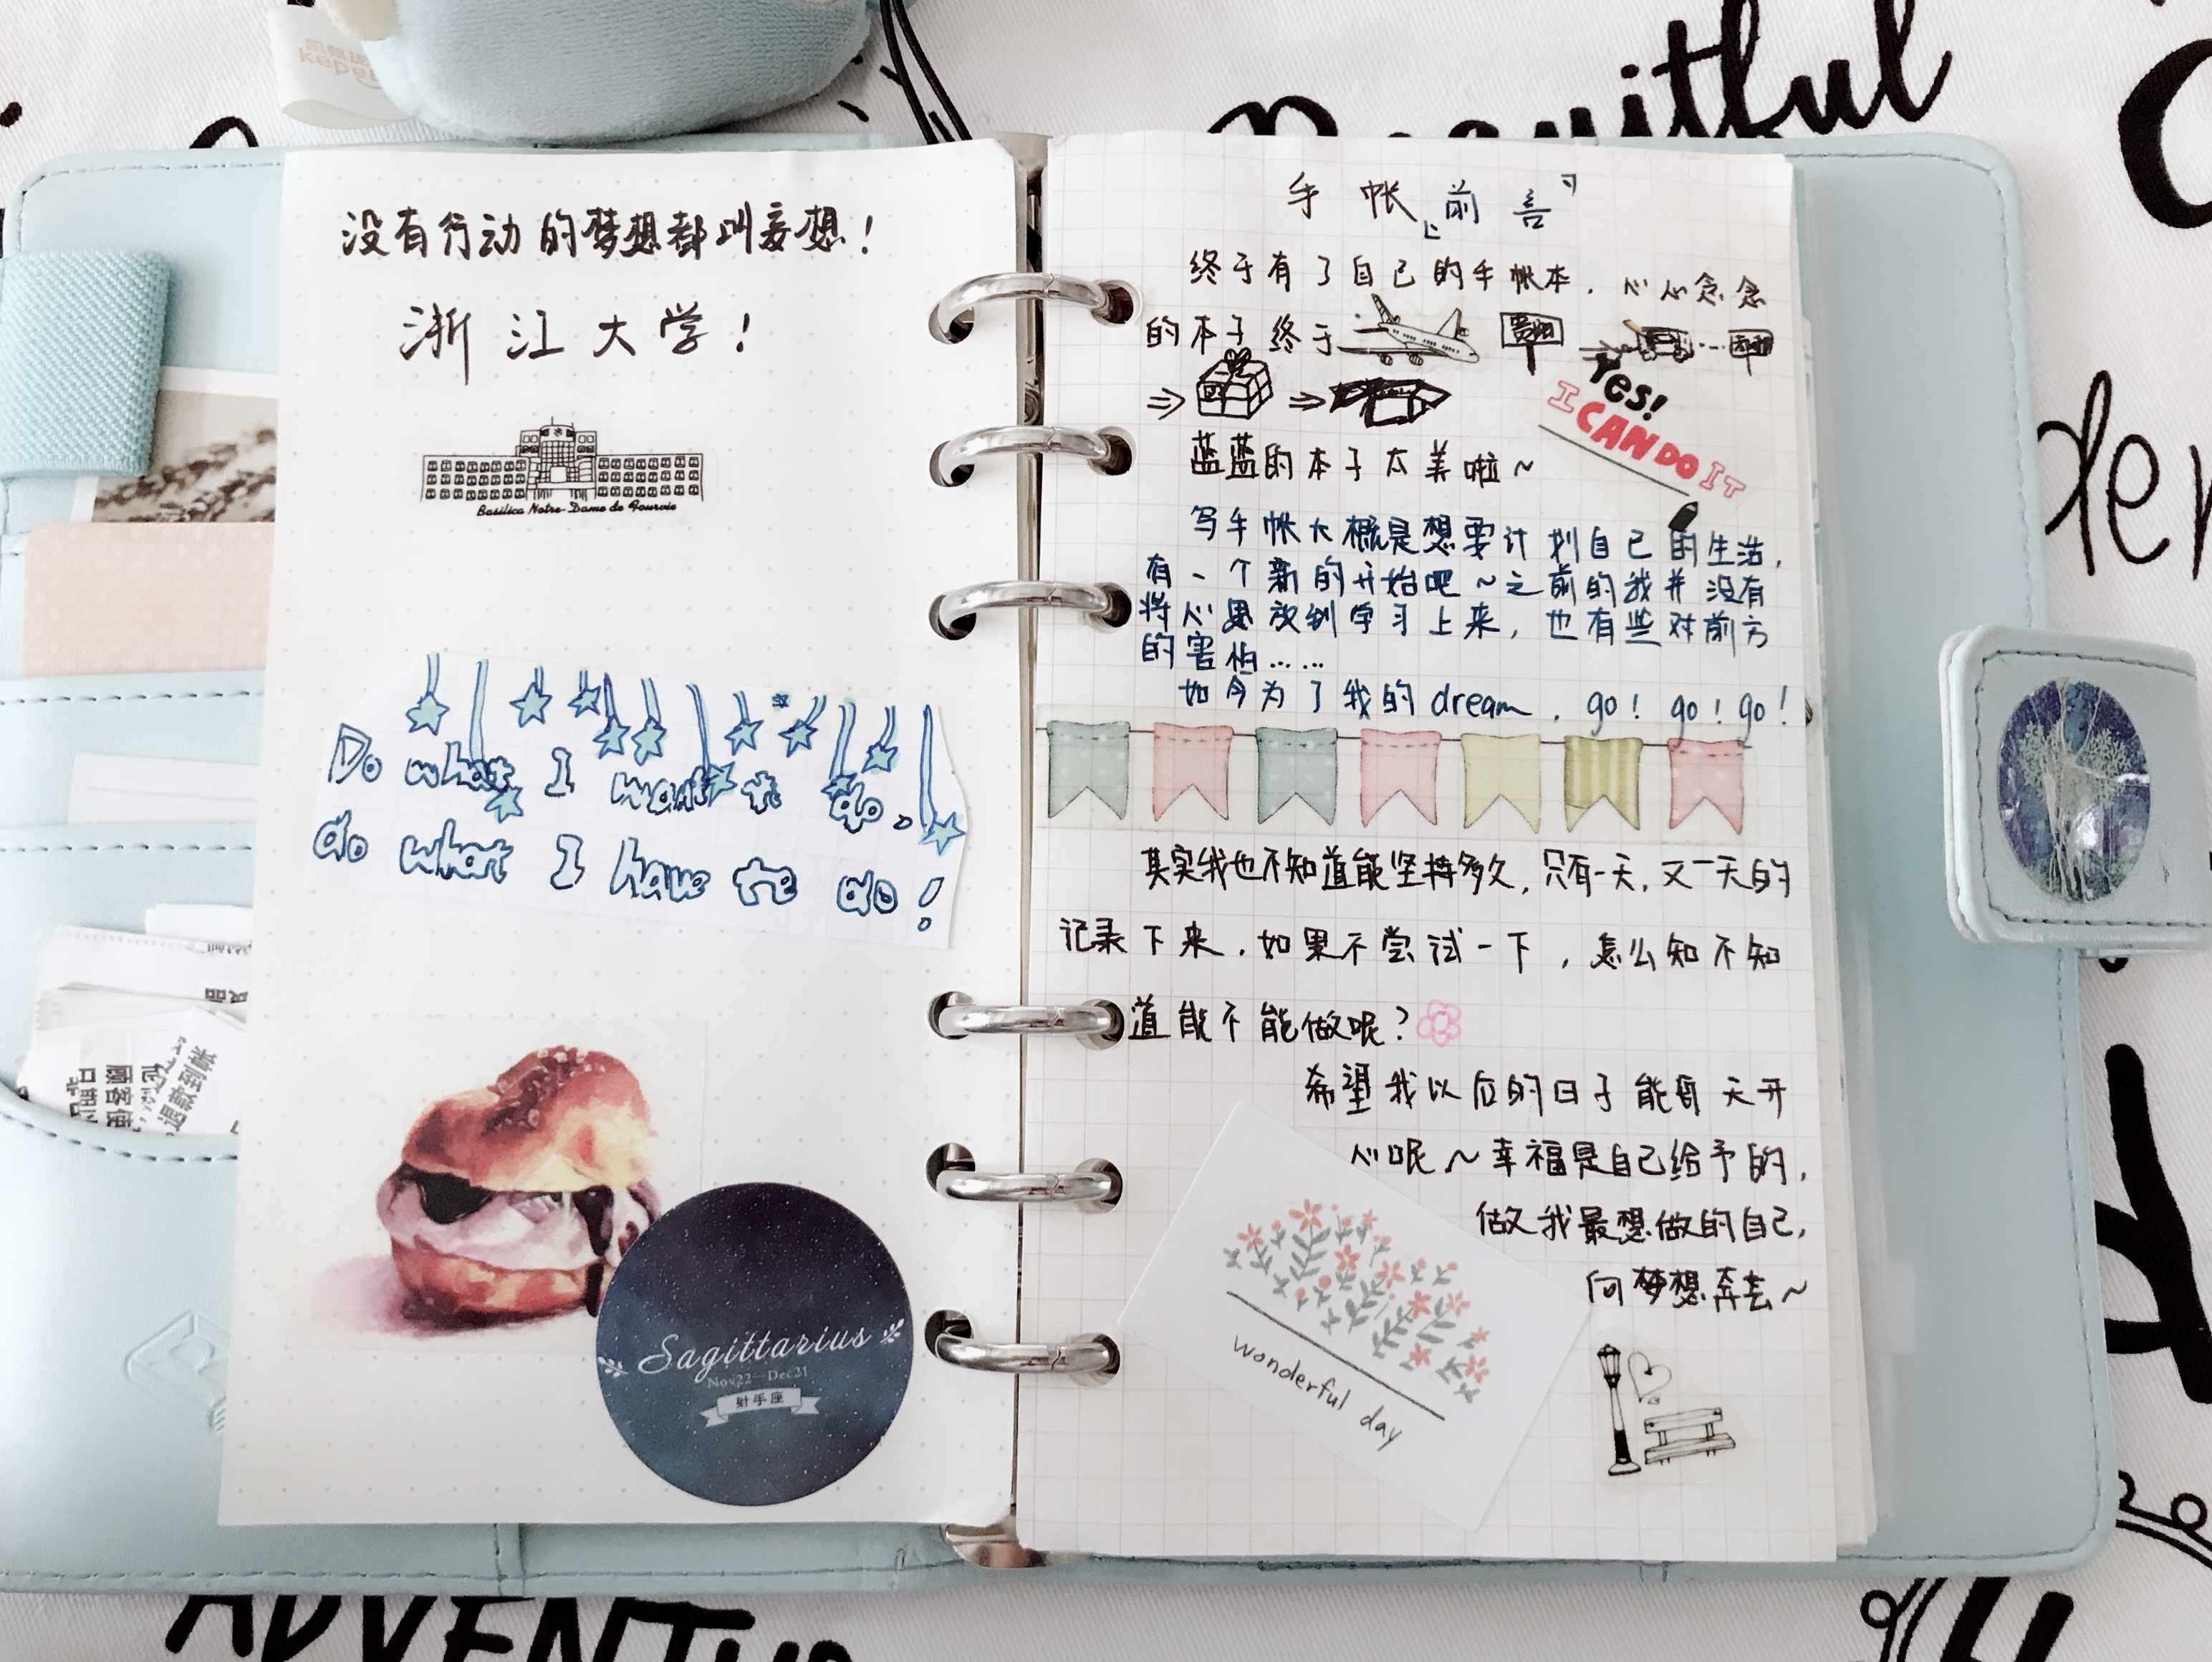 没有行动的梦想都叫妄想！
浙江大学！
Basilica Notre-Dame de Fourvie
Do what I want to do,
do what I have to do!
Sagittarius
Nov22—Dec21
射手座
手帐「前言」
终于有了自己的手帐本，心心念念
的本子终于
Yes!
I CAN DO IT
蓝蓝的本子太美啦~
写手帐大概是想要计划自己的生活，
有一个新的开始吧~之前的我并没有
将心思放到学习上来，也有些对前方
的害怕……
如今为了我的dream，go！go！go！
其实我也不知道能坚持多久，只有一天，又一天的
记录下来，如果不尝试一下，怎么知不知
道能不能做呢？
希望我以后的日子能 天开
心呢~幸福是自己给予的，
做我最想做的自己，
向梦想奔去~
wonderful day
Beautiful
kepe
顾客使
退款
ADVENTU